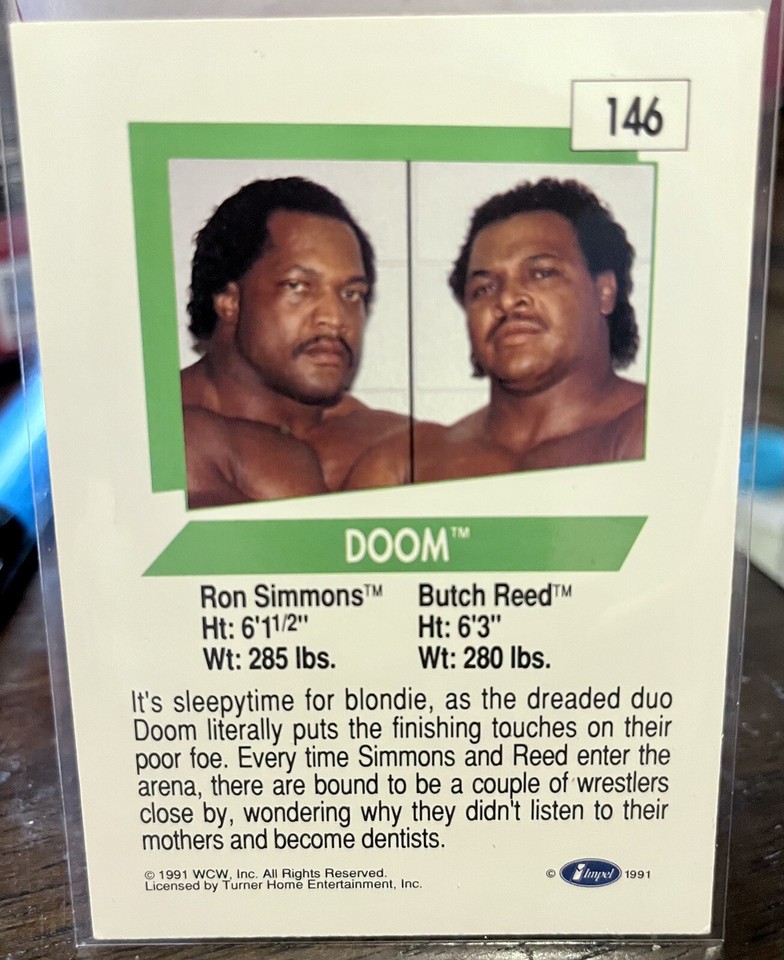 146
DOOM™
Ron Simmons™ Butch Reed™
Ht: 6'1 1/2" Ht: 6'3"
Wt: 285 lbs. Wt: 280 lbs.
It's sleepytime for blondie, as the dreaded duo
Doom literally puts the finishing touches on their
poor foe. Every time Simmons and Reed enter the
arena, there are bound to be a couple of wrestlers
close by, wondering why they didn't listen to their
mothers and become dentists.
© 1991 WCW, Inc. All Rights Reserved.
Licensed by Turner Home Entertainment, Inc.
© Impel 1991